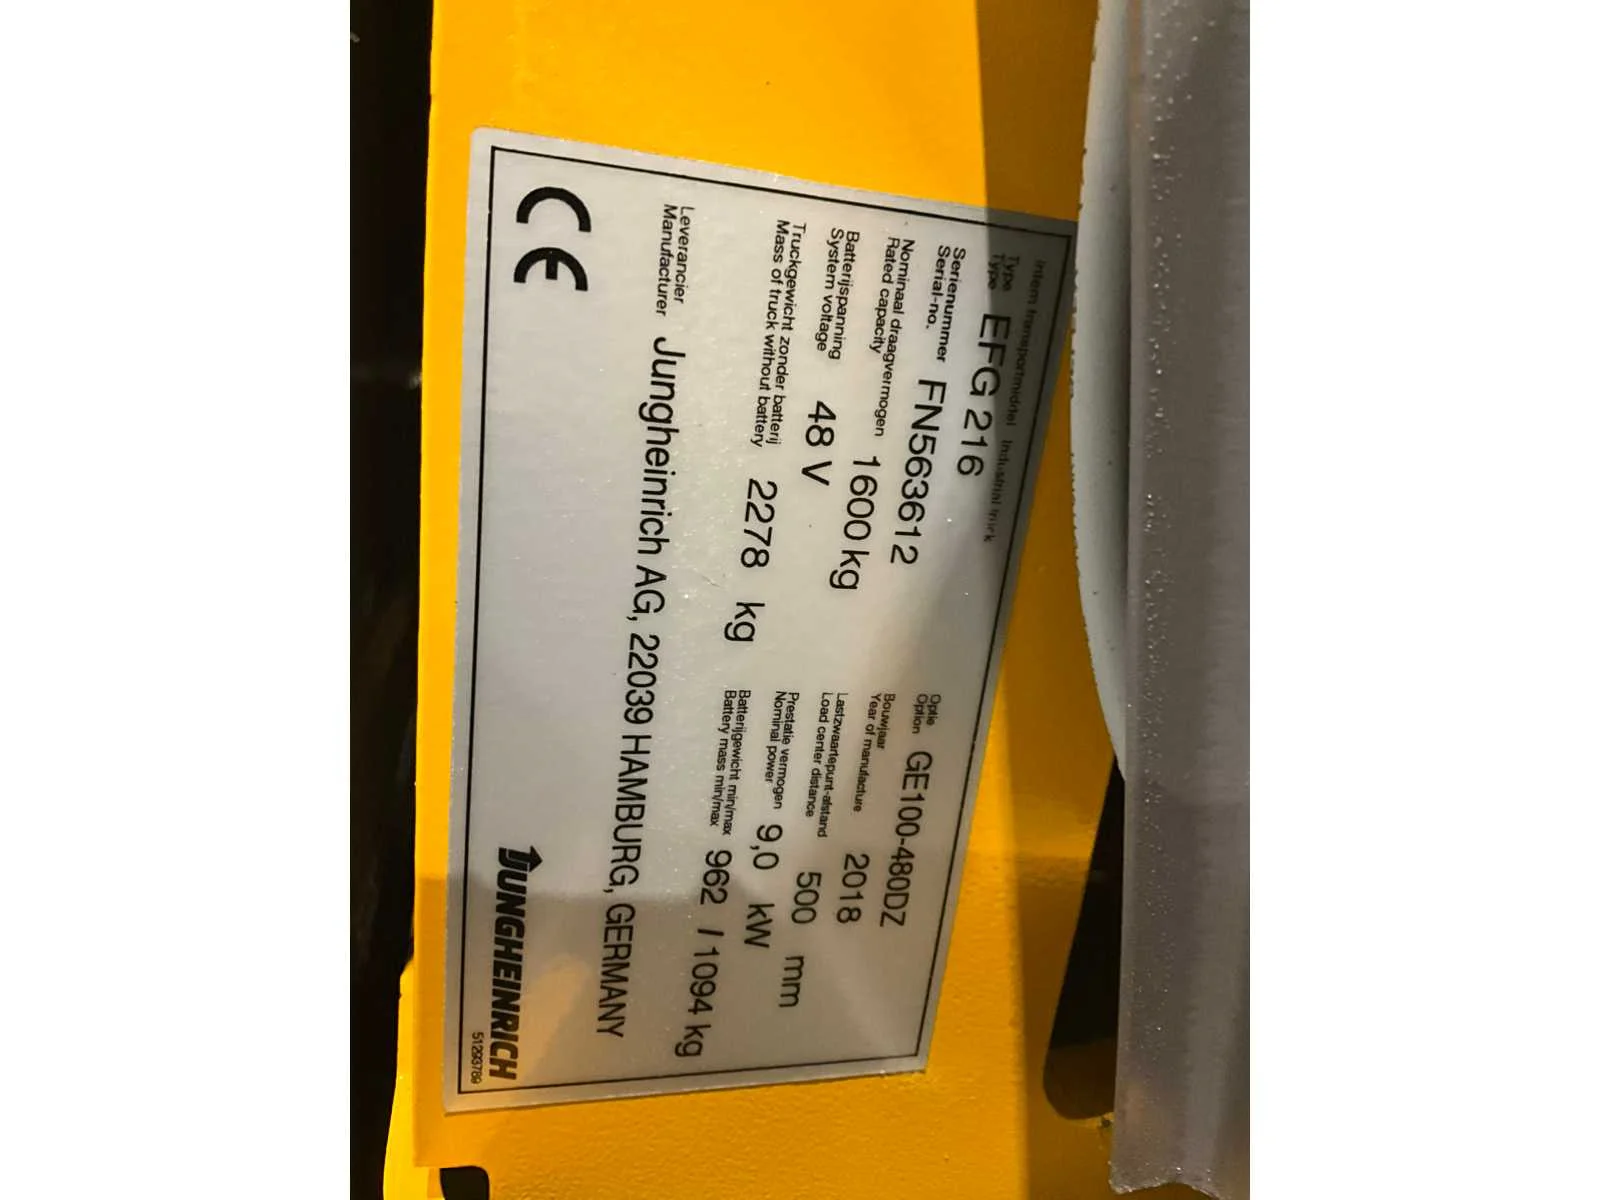 Intern transportmiddel Industrial truck
Type
Type EFG 216
Optie
Option GE100-480DZ
Serienummer
Serial-no. FN563612
Bouwjaar
Year of manufacture 2018
Nominaal draagvermogen
Rated capacity 1600 kg
Lastzwaartepunt-afstand
Load center distance 500 mm
Batterijspanning
System voltage 48 V
Prestatie vermogen
Nominal power 9,0 kW
Truckgewicht zonder batterij
Mass of truck without battery 2278 kg
Batterijgewicht min/max
Battery mass min/max 962 / 1094 kg
Leverancier
Manufacturer Jungheinrich AG, 22039 HAMBURG, GERMANY
CE
JUNGHEINRICH
51293789